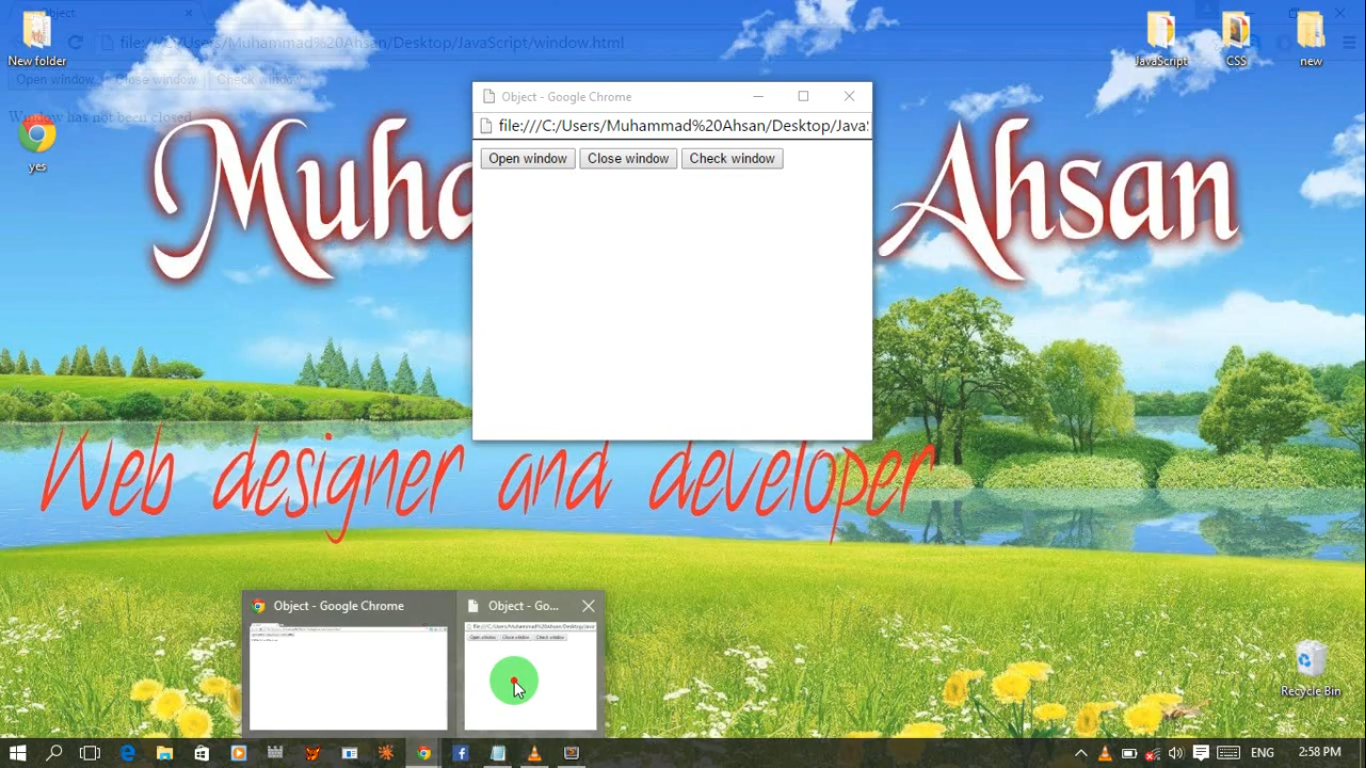 Object
file:///C:/Users/Muhammad%20Ahsan/Desktop/JavaScript/window.html
Open window Close window Check window
Window has not been closed
New folder
yes
JavaScript
CSS
new
Object - Google Chrome
file:///C:/Users/Muhammad%20Ahsan/Desktop/Java
Open window Close window Check window
Muha Ahsan
Web designer and developer
Object - Google Chrome
Object - Go...
Recycle Bin
ENG
2:58 PM